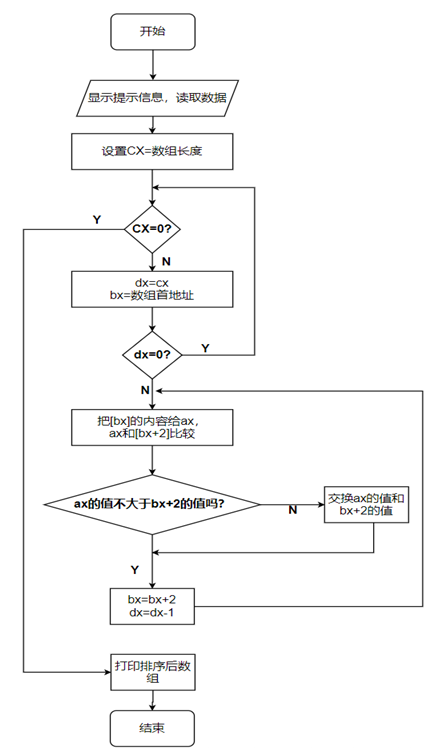 开始
显示提示信息，读取数据
设置CX=数组长度
CX=0?
Y
N
dx=cx
bx=数组首地址
dx=0?
Y
N
把[bx]的内容给ax，
ax和[bx+2]比较
ax的值不大于bx+2的值吗?
N
交换ax的值和
bx+2的值
Y
bx=bx+2
dx=dx-1
打印排序后数
组
结束